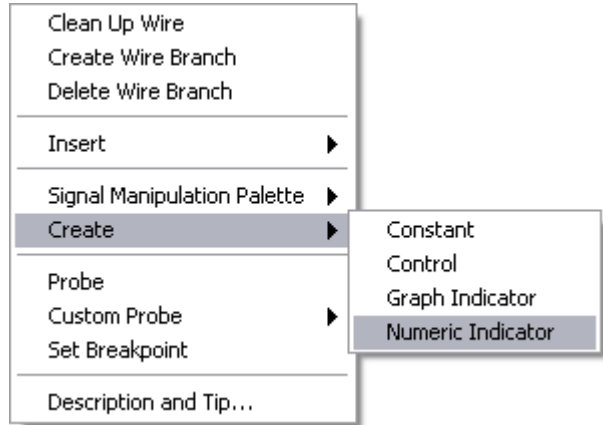 Clean Up Wire
Create Wire Branch
Delete Wire Branch
Insert
Signal Manipulation Palette
Create
Probe
Custom Probe
Set Breakpoint
Description and Tip...
Constant
Control
Graph Indicator
Numeric Indicator